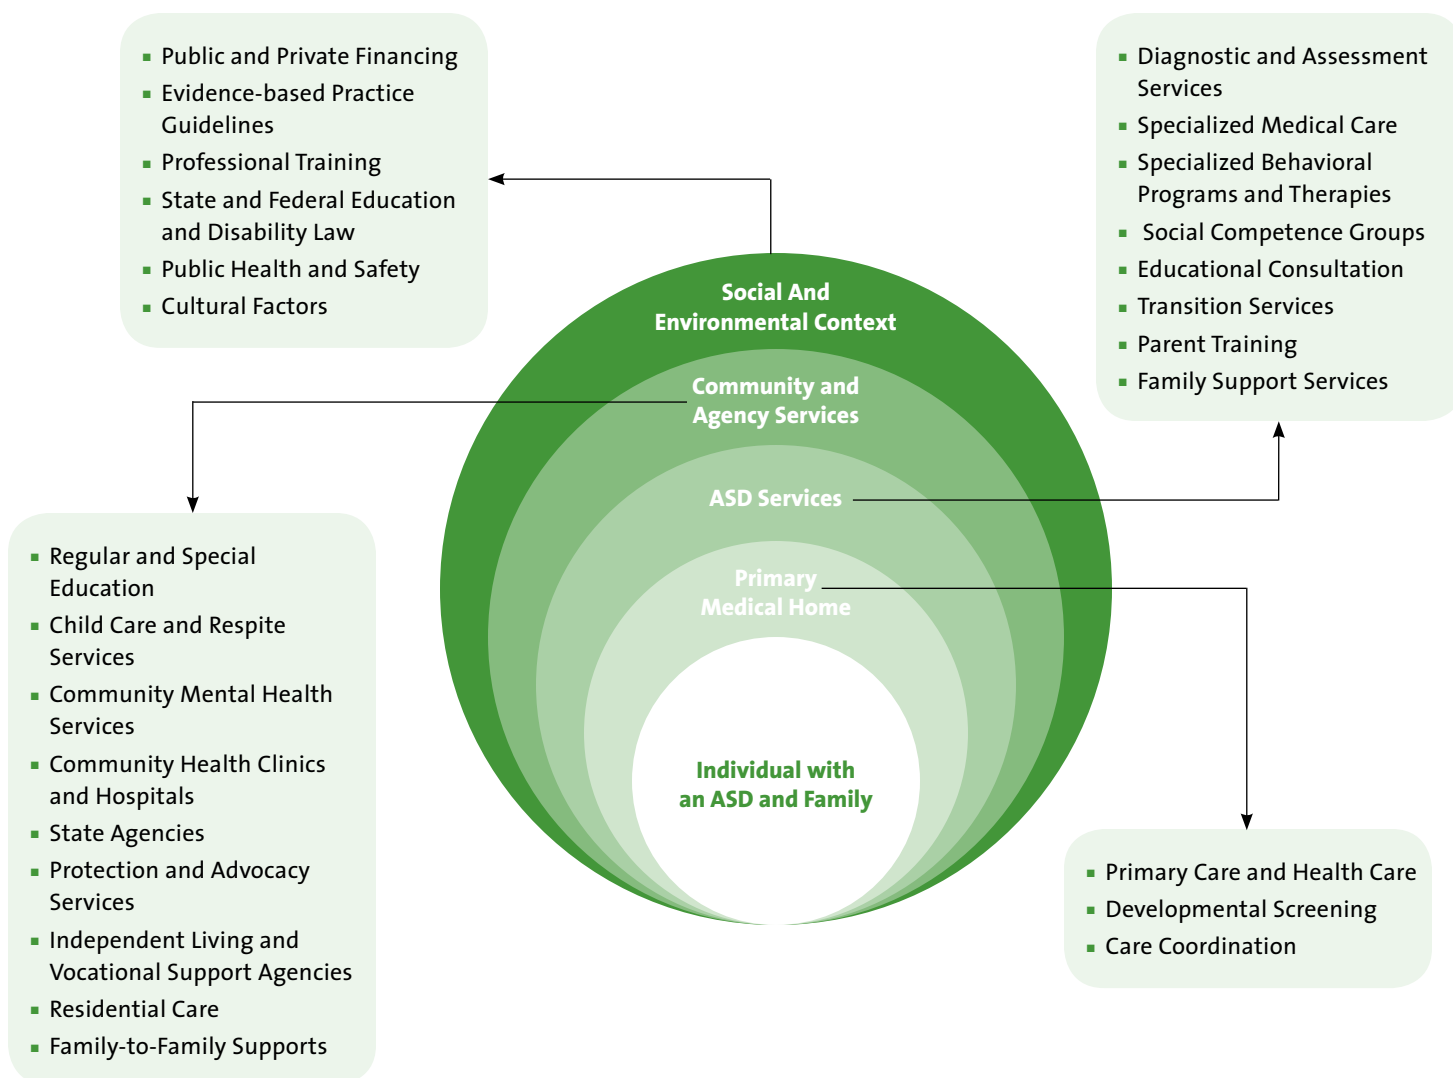 Public and Private Financing
Evidence-based Practice
Guidelines
Professional Training
State and Federal Education
and Disability Law
Public Health and Safety
Cultural Factors
Diagnostic and Assessment
Services
Specialized Medical Care
Specialized Behavioral
Programs and Therapies
Social Competence Groups
Educational Consultation
Transition Services
Parent Training
Family Support Services
Social And
Environmental Context
Community and
Agency Services
ASD Services
Primary
Medical Home
Individual with
an ASD and Family
Regular and Special
Education
Child Care and Respite
Services
Community Mental Health
Services
Community Health Clinics
and Hospitals
State Agencies
Protection and Advocacy
Services
Independent Living and
Vocational Support Agencies
Residential Care
Family-to-Family Supports
Primary Care and Health Care
Developmental Screening
Care Coordination